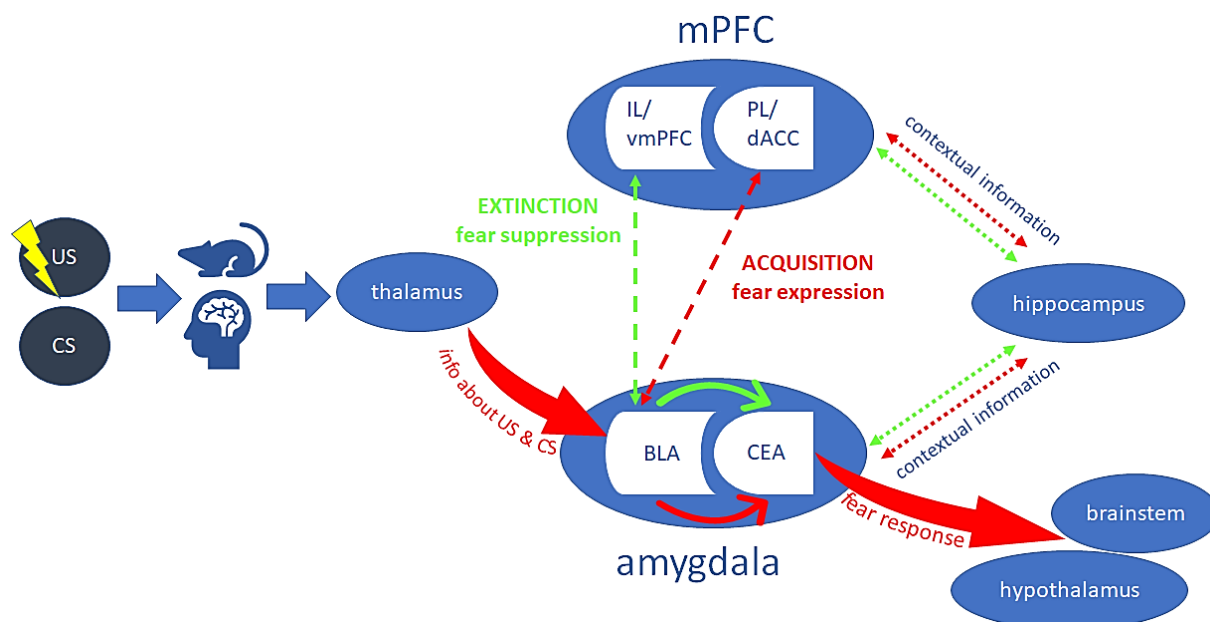 mPFC
IL/
vmPFC
PL/
dACC
contextual information
US
CS
EXTINCTION
fear suppression
ACQUISITION
fear expression
thalamus
hippocampus
info about US & CS
BLA
CEA
contextual information
fear response
brainstem
amygdala
hypothalamus